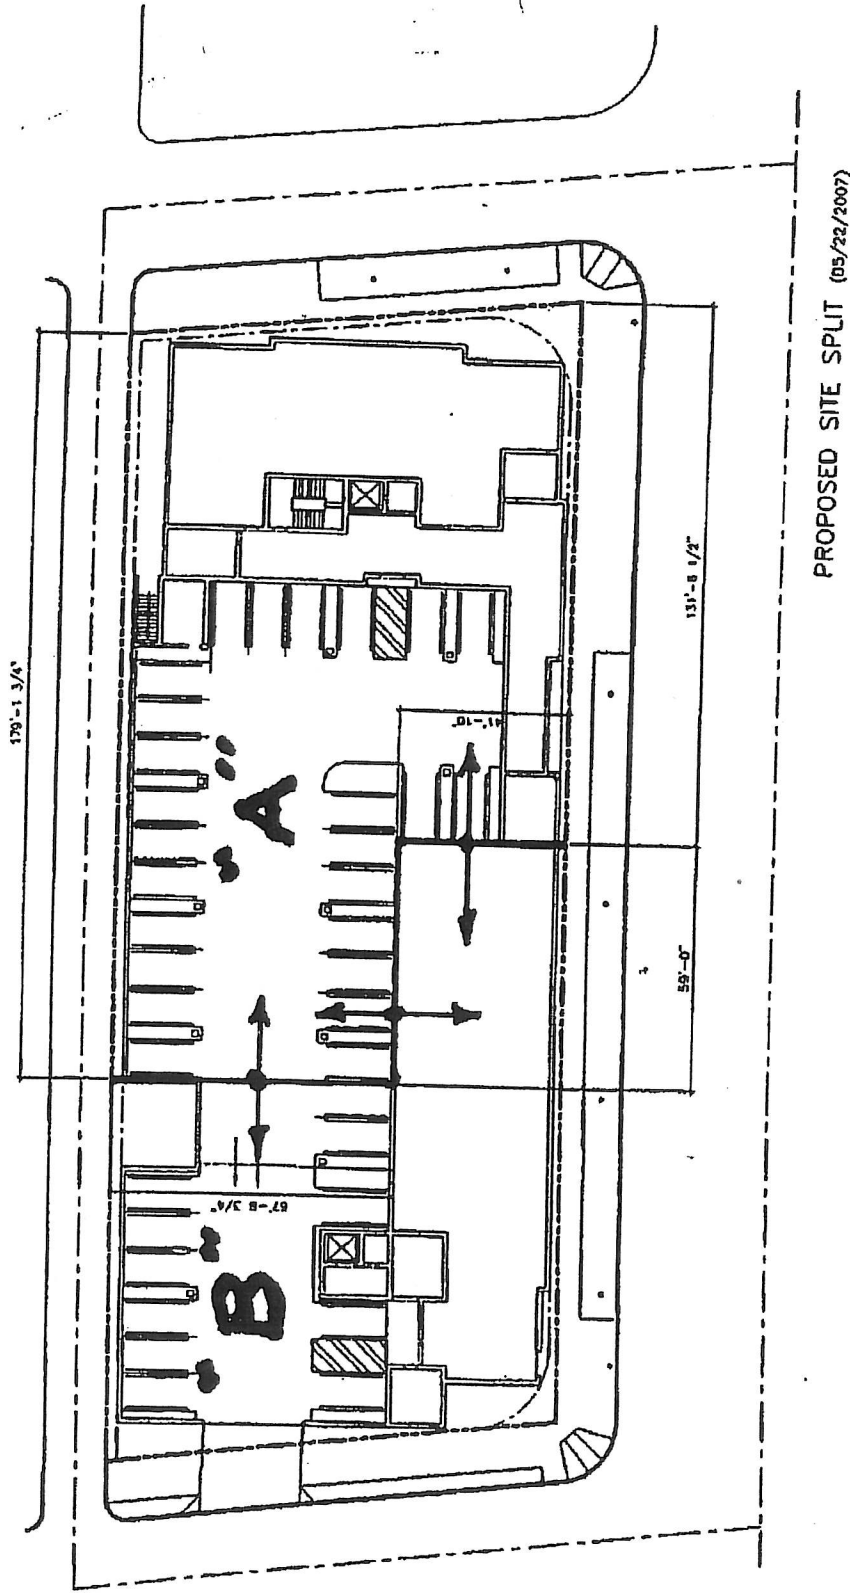 179'-1 3/4"
"A"
41'-10"
131'-8 1/2"
59'-0"
67'-8 3/4"
"B"
PROPOSED SITE SPLIT (05/22/2007)